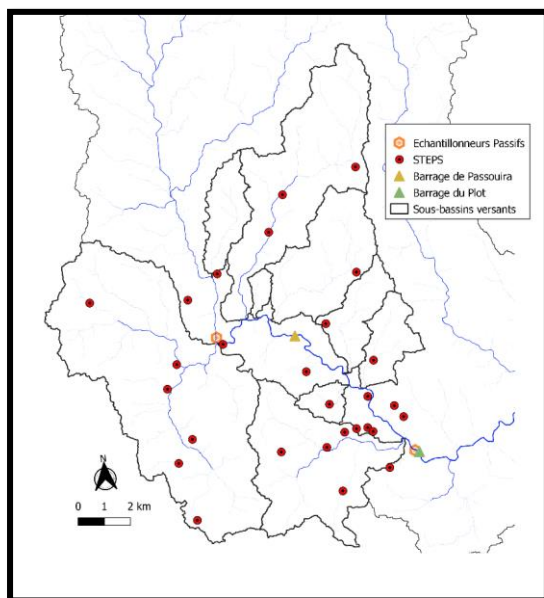 Echantillonneurs Passifs
STEPS
Barrage de Passouira
Barrage du Plot
Sous-bassins versants
N
0 1 2 km